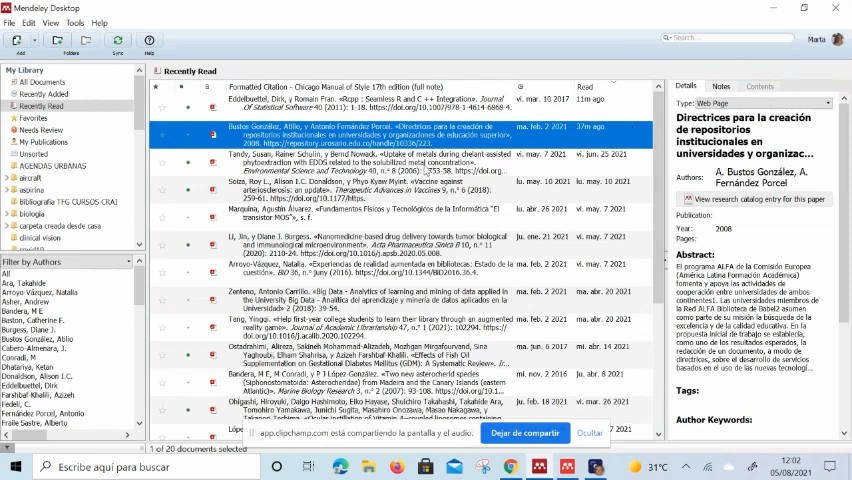 Mendeley Desktop
File Edit View Tools Help
Add Folders Sync Help
Search...
Marta
My Library
All Documents
Recently Added
Recently Read
Favorites
Needs Review
My Publications
Unsorted
AGENDAS URBANAS
aircraft
aspirina
Bibliografia TFG CURSO CRAI
biologia
carpeta creada desde casa
clinical vision
Filter by Authors
All
Ara, Takahide
Arroyo-Vázquez, Natalia
Asher, Andrew
Bandera, M E
Baston, Catherine F.
Burgess, Diane J.
Bustos González, Atilio
Cabero-Almenara, J.
Conradi, M
Dhatariya, Ketan
Donaldson, Alison I.C.
Eddelbuettel, Dirk
Farshbaf-Khalili, Azizeh
Fedeli, C.
Fernández Porcel, Antonio
Fraile Sastre, Alberto
Recently Read
Formatted Citation - Chicago Manual of Style 17th edition (full note)
Read
Eddelbuettel, Dirk, y Romain Fran. «Rcpp : Seamless R and C ++ Integration». Journal
Of Statistical Software 40 (2011): 1-18. https://doi.org/10.1007/978-1-4614-6868-4.
vi. mar. 10 2017 11m ago
Bustos González, Atilio, y Antonio Fernández Porcel. «Directrices para la creación de
repositorios institucionales en universidades y organizaciones de educación superior»,
2008. https://repository.urosario.edu.co/handle/10336/223.
ma. feb. 2 2021 37m ago
Tandy, Susan, Rainer Schulin, y Bernd Nowack. «Uptake of metals during chelant-assisted
phytoextraction with EDDS related to the solubilized metal concentration».
Environmental Science and Technology 40, n.º 8 (2006): 2753-58. https://doi.org...
vi. may. 7 2021 vi. jun. 25 2021
Soiza, Roy L., Alison I.C. Donaldson, y Phyo Kyaw Myint. «Vaccine against
arteriosclerosis: an update». Therapeutic Advances in Vaccines 9, n.º 6 (2018):
259-61. https://doi.org/10.1177/https.
lu. may. 10 2021 lu. may. 10 2021
Marquina, Agustín Álvarez. «Fundamentos Físicos y Tecnológicos de la Informática "El
transistor MOS"», s. f.
lu. abr. 26 2021 vi. may. 7 2021
Li, Jin, y Diane J. Burgess. «Nanomedicine-based drug delivery towards tumor biological
and immunological microenvironment». Acta Pharmaceutica Sinica B 10, n.º 11
(2020): 2110-24. https://doi.org/10.1016/j.apsb.2020.05.008.
ju. ene. 21 2021 vi. may. 7 2021
Arroyo-Vázquez, Natalia. «Experiencias de realidad aumentada en bibliotecas: Estado de la
cuestión». BID 36, n.º juny (2016). https://doi.org/10.1344/BID2016.36.4.
ma. feb. 2 2021 vi. may. 7 2021
Zenteno, Antonio Carrillo. «Big Data - Analytics of learning and mining of data applied in
the University Big Data - Analítica del aprendizaje y minería de datos aplicados en la
Universidad» 2 (2018): 39-54.
ma. feb. 2 2021 ma. abr. 20 2021
Tang, Yingqi. «Help first-year college students to learn their library through an augmented
reality game». Journal of Academic Librarianship 47, n.º 1 (2021): 102294. https://
doi.org/10.1016/j.acalib.2020.102294.
ma. feb. 2 2021 ma. abr. 20 2021
Ostadrahimi, Alireza, Sakineh Mohammad-Alizadeh, Mozhgan Mirgafourvand, Sina
Yaghoubi, Elham Shahrisa, y Azizeh Farshbaf-Khalili. «Effects of Fish Oil
Supplementation on Gestational Diabetes Mellitus (GDM): A Systematic Review». Ir...
ma. jun. 6 2017 ma. abr. 20 2021
Bandera, M E, M Conradi, y P J López-González. «Two new asterocherid species
(Siphonostomatoida: Asterocheridae) from Madeira and the Canary Islands (eastern
Atlantic)». Marine Biology Research 3, n.º 2 (2007): 93-108. https://doi.org/10.1...
mi. nov. 2 2016 ju. abr. 8 2021
Ohigashi, Hiroyuki, Daigo Hashimoto, Eiko Hayase, Shuichiro Takahashi, Takahide Ara,
Tomohiro Yamakawa, Junichi Sugita, Masahiro Onozawa, Masao Nakagawa, y
ju. feb. 18 2021 ma. mar. 26 2021
1 of 20 documents selected
Details Notes Contents
Type: Web Page
Directrices para la creación
de repositorios
institucionales en
universidades y organizac...
Authors: A. Bustos González, A.
Fernández Porcel
View research catalog entry for this paper
Publication:
Year: 2008
Pages:
Abstract:
El programa ALFA de la Comisión Europea
(América Latina Formación Académica)
fomenta y apoya las actividades de
cooperación entre universidades de ambos
continentes1. Las universidades miembros de
la Red ALFA Biblioteca de Babel2 asumen
como parte de su misión la búsqueda de la
excelencia y de la calidad educativa. En la
propuesta inicial de trabajo se establecía,
como uno de los resultados esperados, la
redacción de un documento, a modo de
directrices, sobre el desarrollo de servicios
basados en el uso de las nuevas tecnologí...
Tags:
Author Keywords:
app.clipchamp.com está compartiendo la pantalla y el audio.
Dejar de compartir
Ocultar
Escribe aquí para buscar
31°C
12:02
05/08/2021